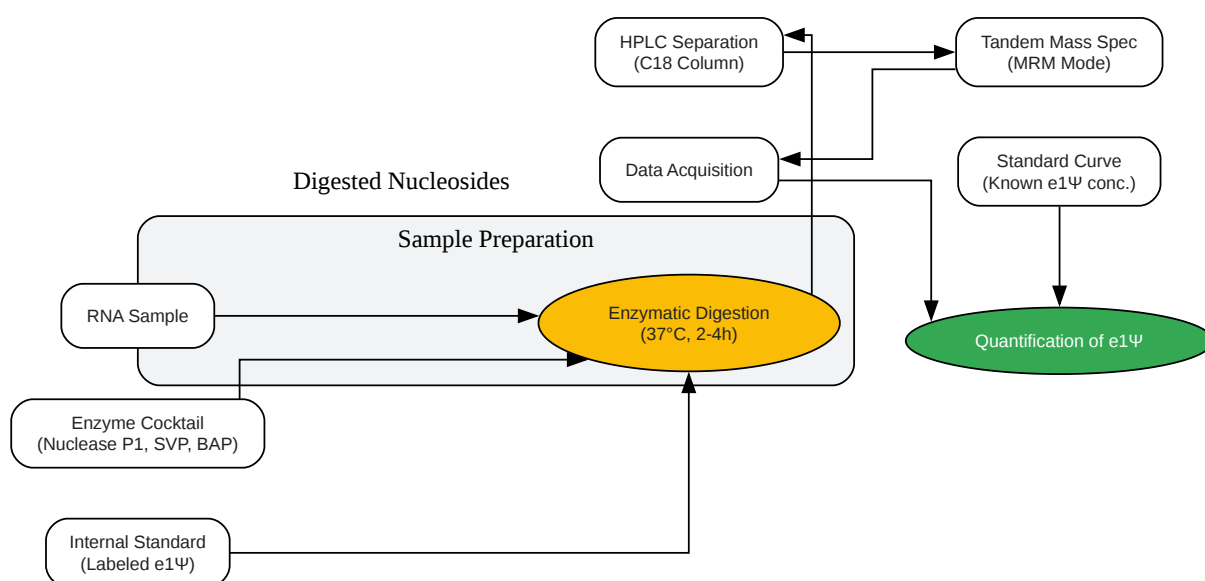 HPLC Separation
(C18 Column)
Tandem Mass Spec
(MRM Mode)
Data Acquisition
Standard Curve
(Known e1Ψ conc.)
Digested Nucleosides
Sample Preparation
RNA Sample
Enzymatic Digestion
(37°C, 2-4h)
Quantification of e1Ψ
Enzyme Cocktail
(Nuclease P1, SVP, BAP)
Internal Standard
(Labeled e1Ψ)